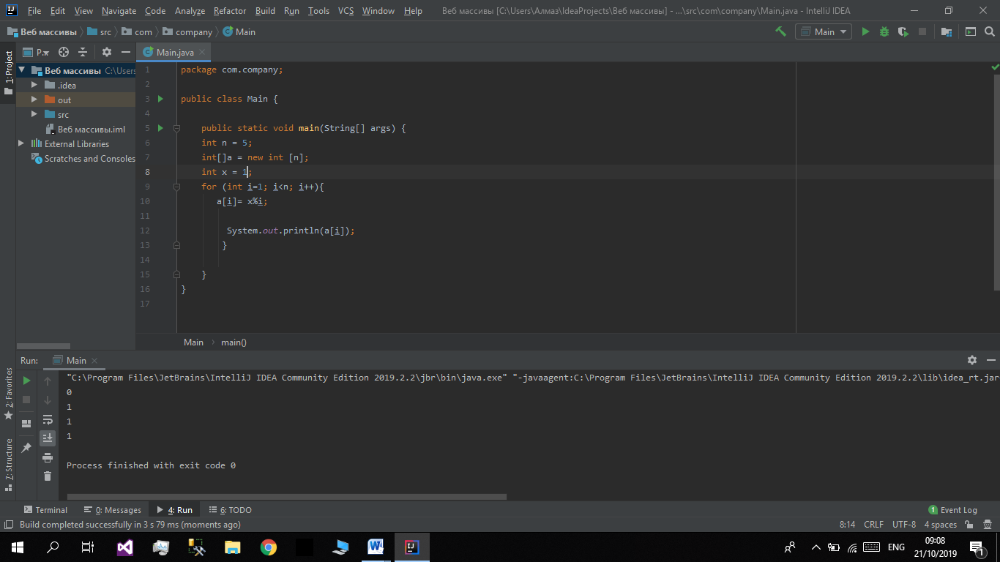 File Edit View Navigate Code Analyze Refactor Build Run Tools VCS Window Help Веб массивы [C:\Users\Алмаз\IdeaProjects\Веб массивы] - ...\src\com\company\Main.java - IntelliJ IDEA
Веб массивы src com company Main Main
1: Project
P.. Main.java
Веб массивы C:\Users
.idea
out
src
Веб массивы.iml
External Libraries
Scratches and Consoles
1 package com.company;
2
3 public class Main {
4
5 public static void main(String[] args) {
6 int n = 5;
7 int[]a = new int [n];
8 int x = 1;
9 for (int i=1; i<n; i++){
10 a[i]= x%i;
11
12 System.out.println(a[i]);
13 }
14
15 }
16 }
17
Main main()
Run: Main
2: Favorites
7: Structure
"C:\Program Files\JetBrains\IntelliJ IDEA Community Edition 2019.2.2\jbr\bin\java.exe" "-javaagent:C:\Program Files\JetBrains\IntelliJ IDEA Community Edition 2019.2.2\lib\idea_rt.jar
0
1
1
1
Process finished with exit code 0
Terminal 0: Messages 4: Run 6: TODO 1 Event Log
Build completed successfully in 3 s 79 ms (moments ago) 8:14 CRLF UTF-8 4 spaces
ENG 09:08
21/10/2019 1